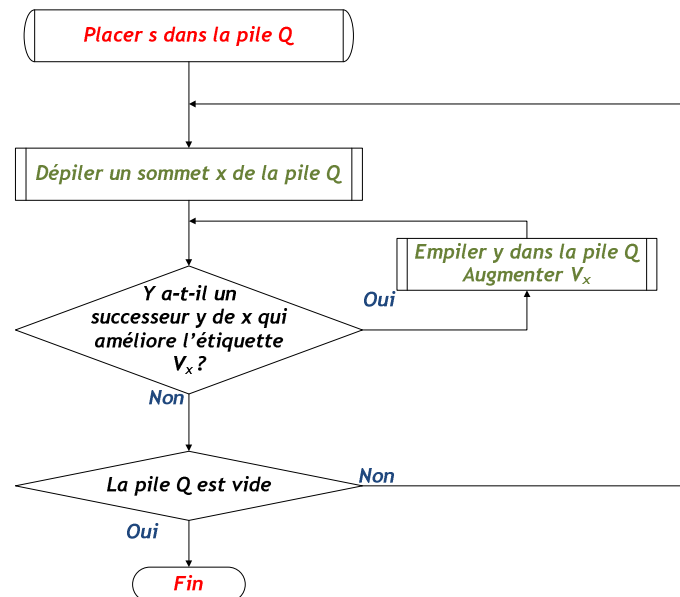 Placer s dans la pile Q
Dépiler un sommet x de la pile Q
Empiler y dans la pile Q
Augmenter Vₓ
Oui
Y a-t-il un
successeur y de x qui
améliore l'étiquette
Vₓ ?
Non
La pile Q est vide
Non
Oui
Fin